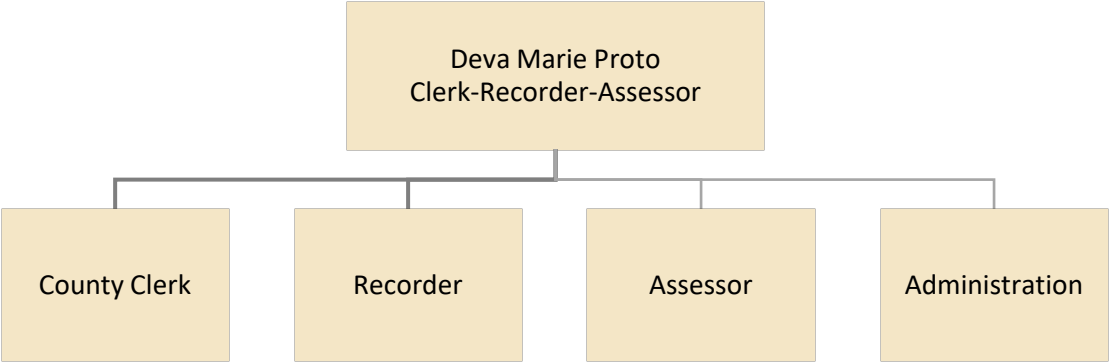 Deva Marie Proto
Clerk-Recorder-Assessor
County Clerk
Recorder
Assessor
Administration